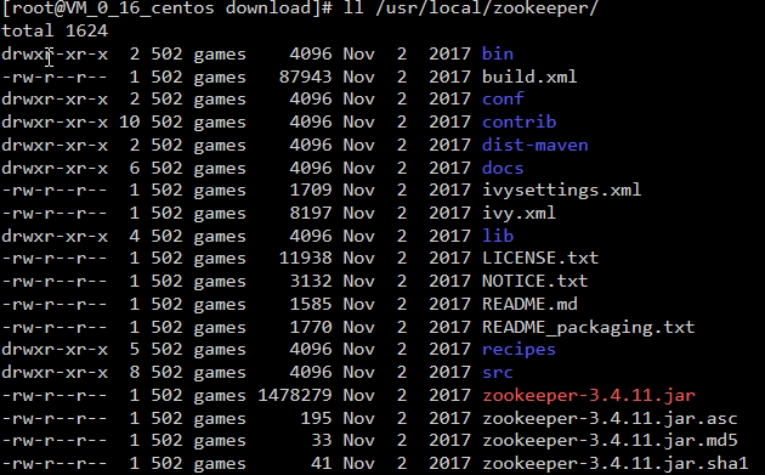 [root@VM_0_16_centos download]# ll /usr/local/zookeeper/
total 1624
drwxr-xr-x  2 502 games    4096 Nov  2  2017 bin
-rw-r--r--  1 502 games   87943 Nov  2  2017 build.xml
drwxr-xr-x  2 502 games    4096 Nov  2  2017 conf
drwxr-xr-x 10 502 games    4096 Nov  2  2017 contrib
drwxr-xr-x  2 502 games    4096 Nov  2  2017 dist-maven
drwxr-xr-x  6 502 games    4096 Nov  2  2017 docs
-rw-r--r--  1 502 games    1709 Nov  2  2017 ivysettings.xml
-rw-r--r--  1 502 games    8197 Nov  2  2017 ivy.xml
drwxr-xr-x  4 502 games    4096 Nov  2  2017 lib
-rw-r--r--  1 502 games   11938 Nov  2  2017 LICENSE.txt
-rw-r--r--  1 502 games    3132 Nov  2  2017 NOTICE.txt
-rw-r--r--  1 502 games    1585 Nov  2  2017 README.md
-rw-r--r--  1 502 games    1770 Nov  2  2017 README_packaging.txt
drwxr-xr-x  5 502 games    4096 Nov  2  2017 recipes
drwxr-xr-x  8 502 games    4096 Nov  2  2017 src
-rw-r--r--  1 502 games 1478279 Nov  2  2017 zookeeper-3.4.11.jar
-rw-r--r--  1 502 games     195 Nov  2  2017 zookeeper-3.4.11.jar.asc
-rw-r--r--  1 502 games      33 Nov  2  2017 zookeeper-3.4.11.jar.md5
-rw-r--r--  1 502 games      41 Nov  2  2017 zookeeper-3.4.11.jar.sha1